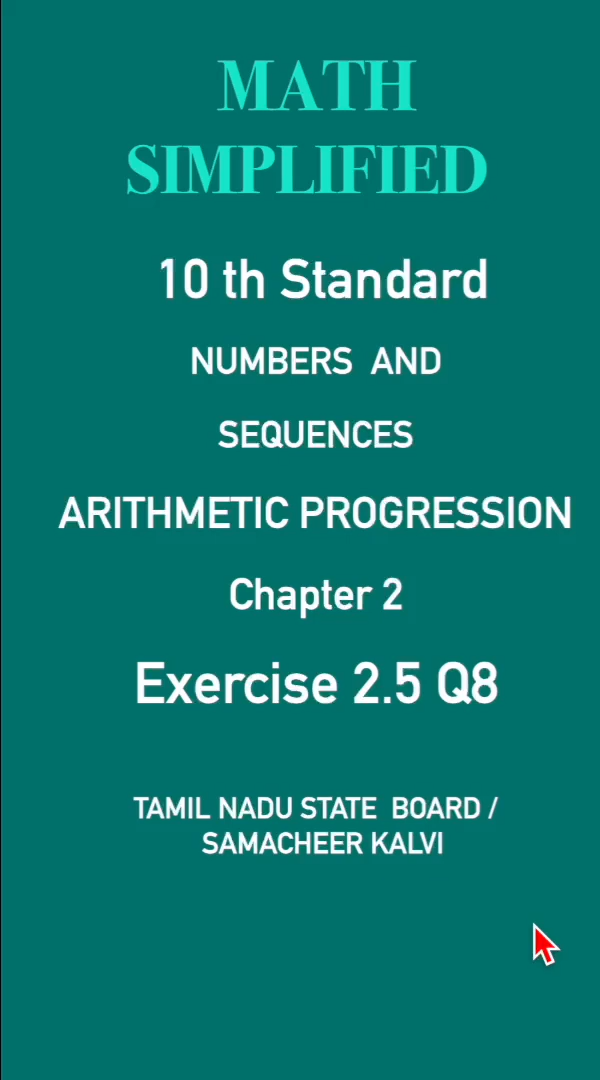 MATH
SIMPLIFIED
10 th Standard
NUMBERS AND
SEQUENCES
ARITHMETIC PROGRESSION
Chapter 2
Exercise 2.5 Q8
TAMIL NADU STATE BOARD /
SAMACHEER KALVI